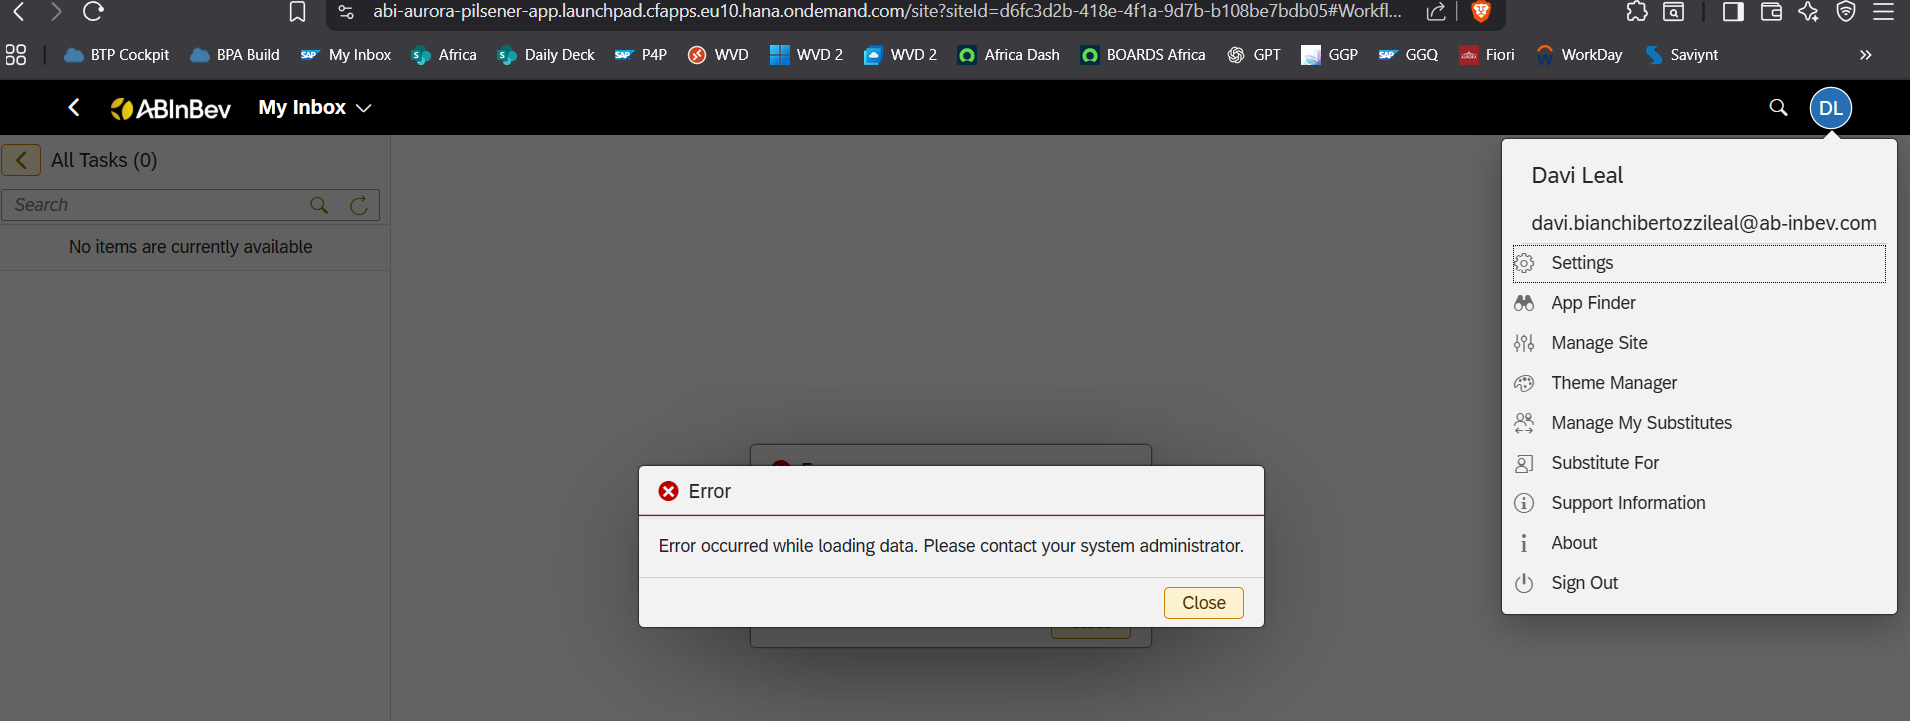 abi-aurora-pilsener-app.launchpad.cfapps.eu10.hana.ondemand.com/site?siteId=d6fc3d2b-418e-4f1a-9d7b-b108be7bdb05#Workfl...
BTP Cockpit BPA Build SAP My Inbox Africa Daily Deck SAP P4P WVD WVD 2 WVD 2 Africa Dash BOARDS Africa GPT GGP SAP GGQ Fiori WorkDay Saviynt »
ABInBev My Inbox DL
All Tasks (0)
Search
No items are currently available
Davi Leal
davi.bianchibertozzileal@ab-inbev.com
Settings
App Finder
Manage Site
Theme Manager
Manage My Substitutes
Substitute For
Support Information
About
Sign Out
Error
Error occurred while loading data. Please contact your system administrator.
Close